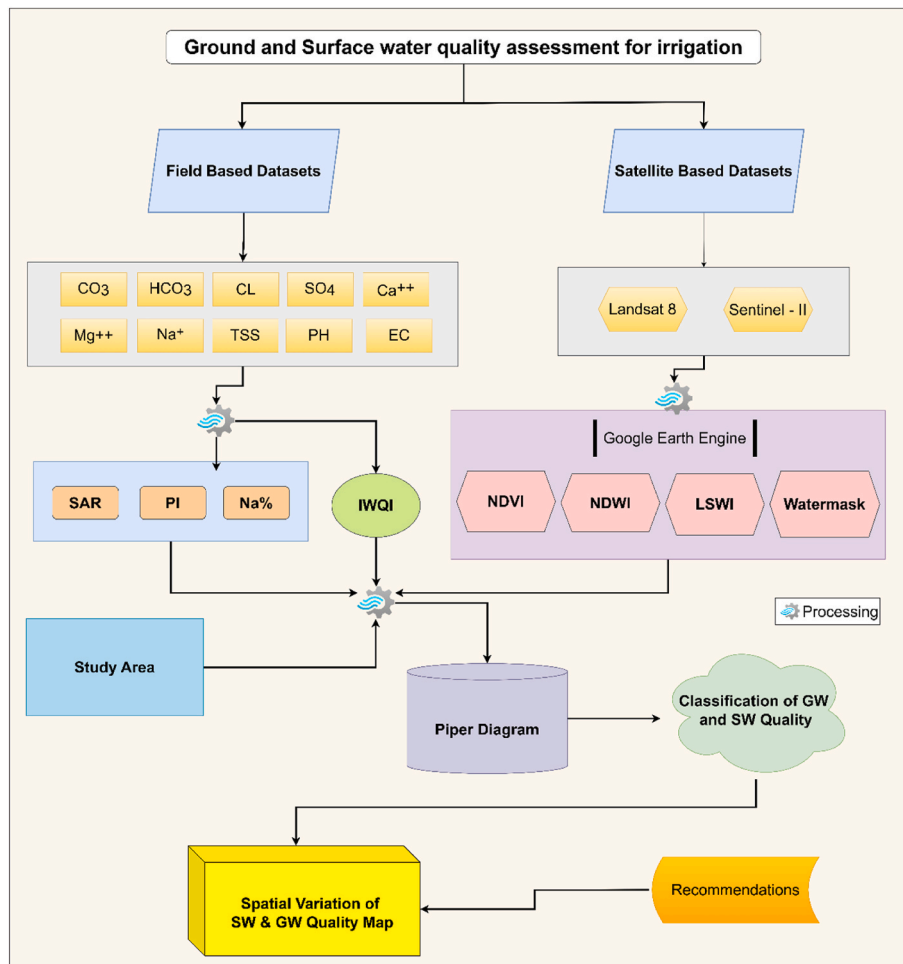 Ground and Surface water quality assessment for irrigation
Field Based Datasets
Satellite Based Datasets
CO3
HCO3
CL
SO4
Ca++
Mg++
Na+
TSS
PH
EC
Landsat 8
Sentinel - II
Google Earth Engine
SAR
PI
Na%
IWQI
NDVI
NDWI
LSWI
Watermask
Processing
Study Area
Piper Diagram
Classification of GW
and SW Quality
Spatial Variation of
SW & GW Quality Map
Recommendations